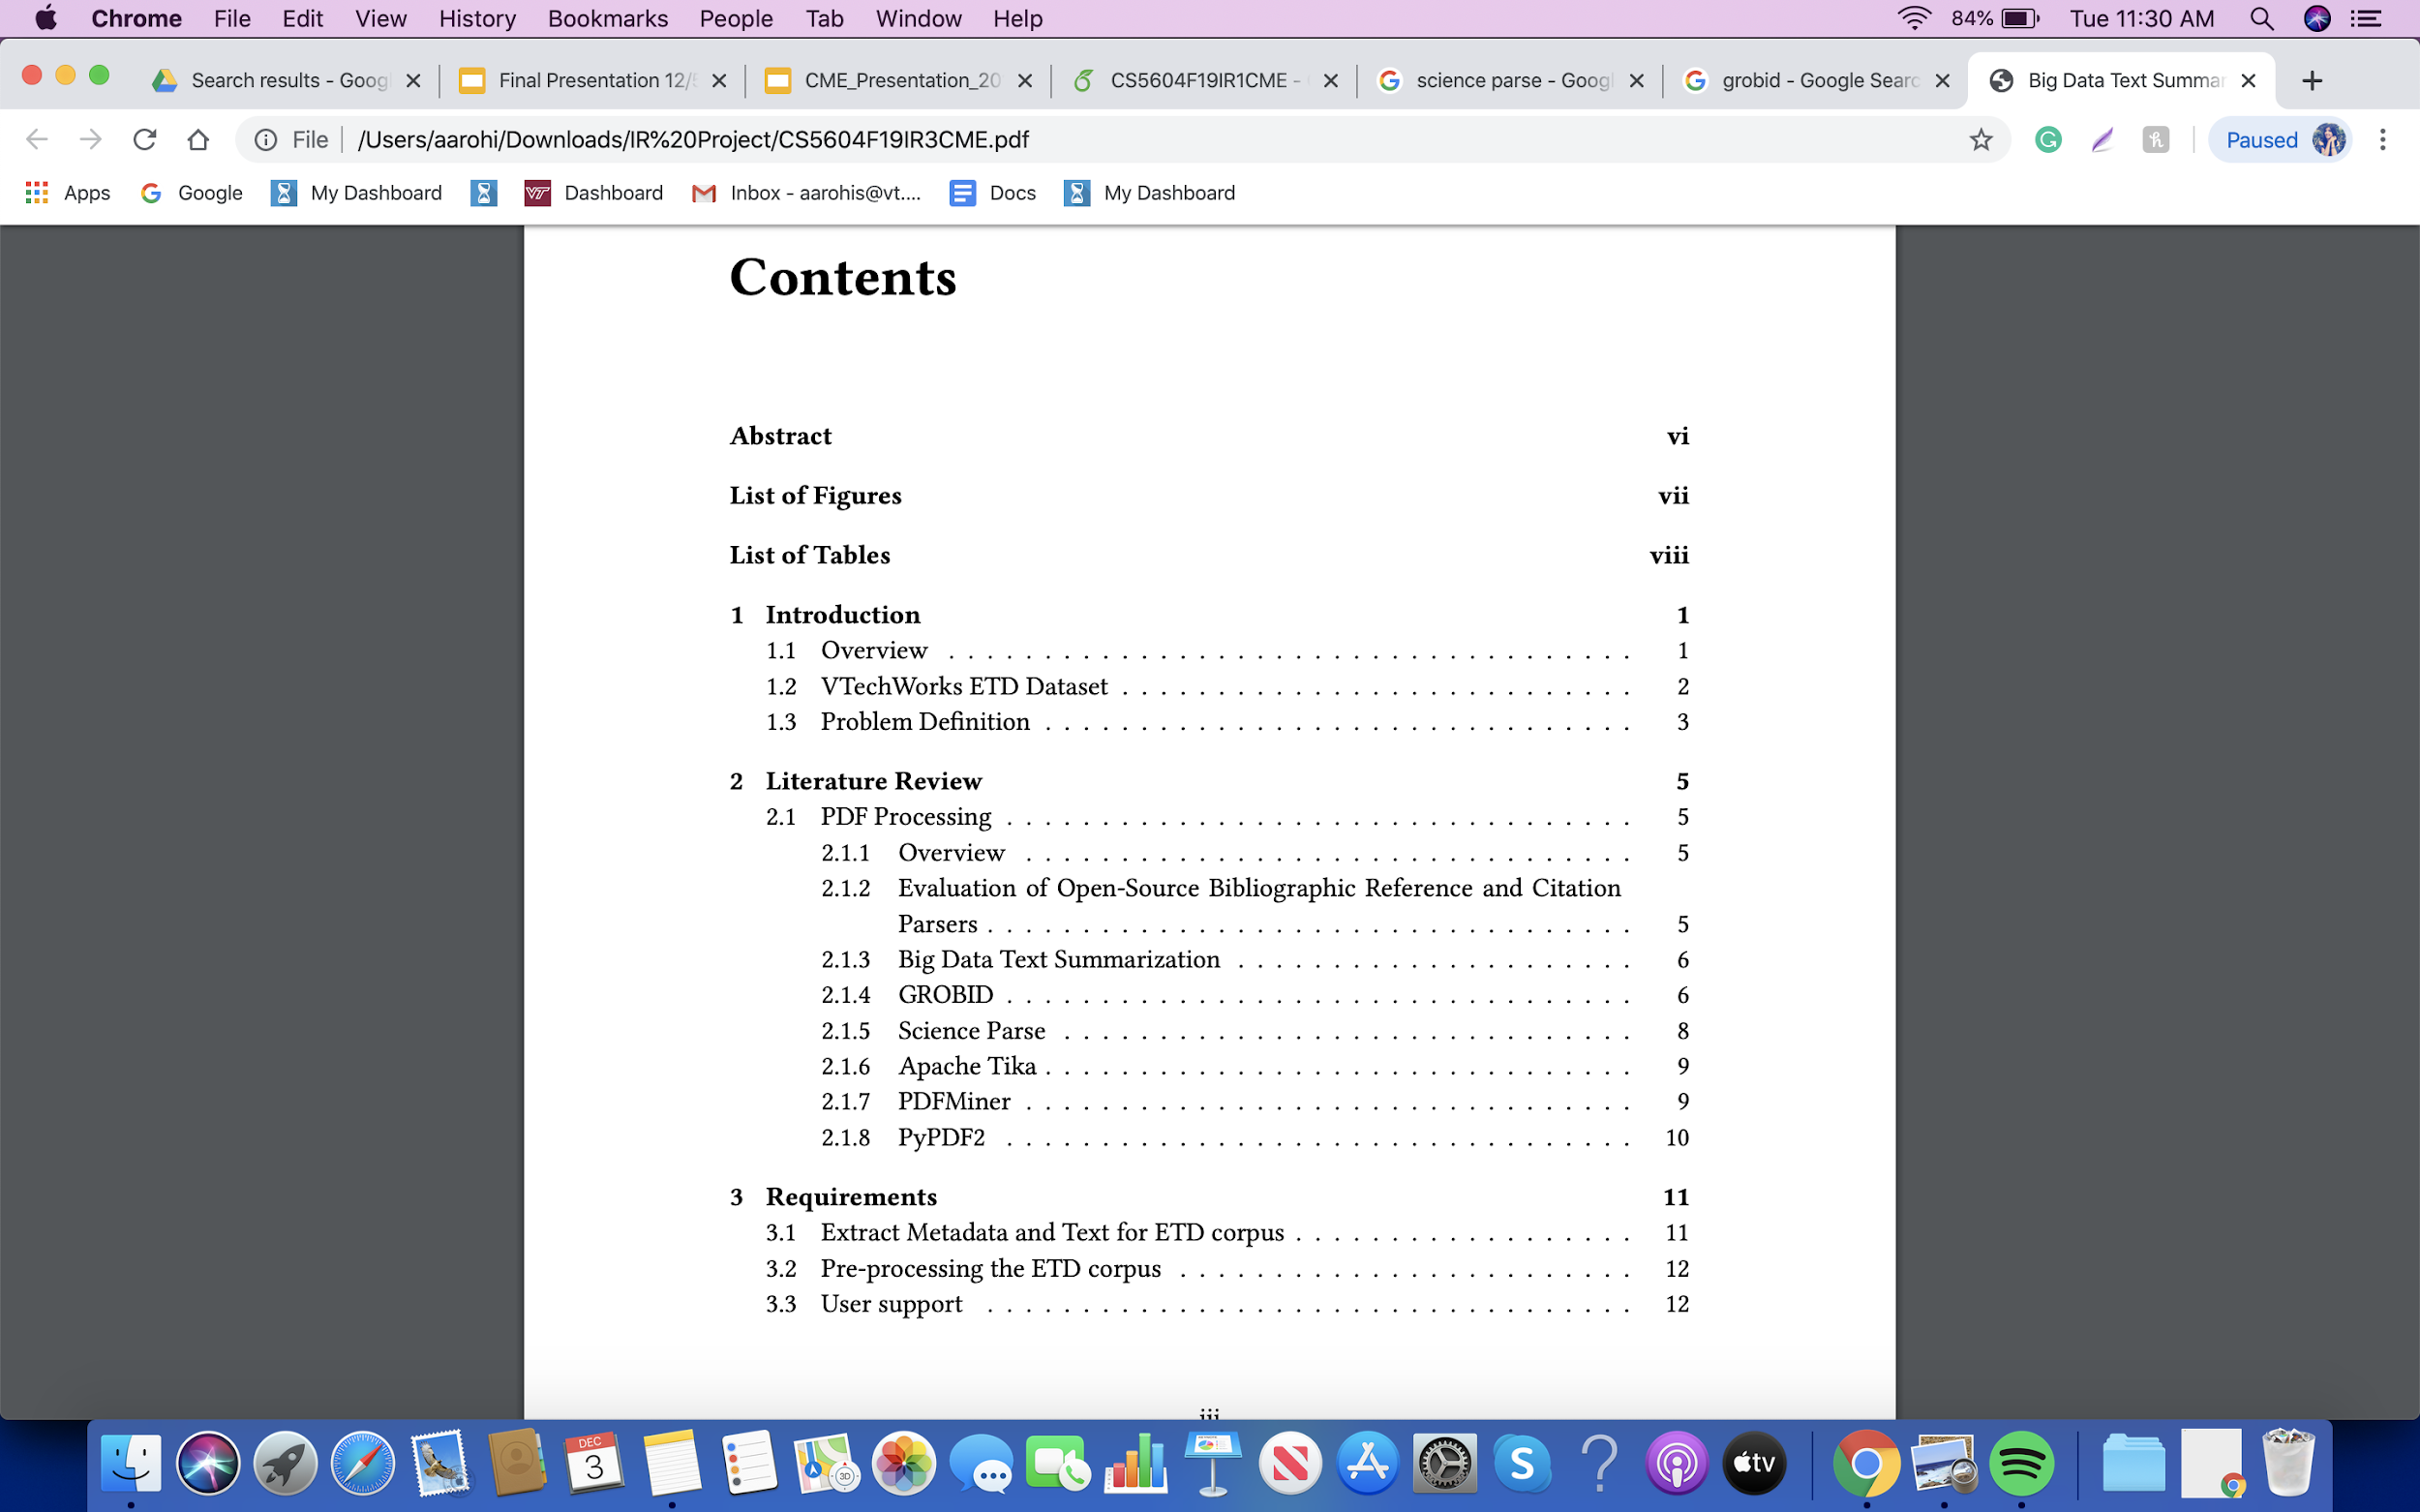 Chrome File Edit View History Bookmarks People Tab Window Help 84% Tue 11:30 AM
Search results - Goog Final Presentation 12/5 CME_Presentation_20 CS5604F19IR1CME - science parse - Googl grobid - Google Searc Big Data Text Summar
File /Users/aarohi/Downloads/IR%20Project/CS5604F19IR3CME.pdf Paused
Apps Google My Dashboard Dashboard Inbox - aarohis@vt.... Docs My Dashboard
Contents
Abstract vi
List of Figures vii
List of Tables viii
1 Introduction 1
1.1 Overview . . . . . . . . . . . . . . . . . . . . . . . . . . . . . . . . . . . . 1
1.2 VTechWorks ETD Dataset . . . . . . . . . . . . . . . . . . . . . . . . . . . 2
1.3 Problem Definition . . . . . . . . . . . . . . . . . . . . . . . . . . . . . . . 3
2 Literature Review 5
2.1 PDF Processing . . . . . . . . . . . . . . . . . . . . . . . . . . . . . . . . . 5
2.1.1 Overview . . . . . . . . . . . . . . . . . . . . . . . . . . . . . . . . 5
2.1.2 Evaluation of Open-Source Bibliographic Reference and Citation
Parsers . . . . . . . . . . . . . . . . . . . . . . . . . . . . . . . . . . 5
2.1.3 Big Data Text Summarization . . . . . . . . . . . . . . . . . . . . . 6
2.1.4 GROBID . . . . . . . . . . . . . . . . . . . . . . . . . . . . . . . . . 6
2.1.5 Science Parse . . . . . . . . . . . . . . . . . . . . . . . . . . . . . . 8
2.1.6 Apache Tika . . . . . . . . . . . . . . . . . . . . . . . . . . . . . . . 9
2.1.7 PDFMiner . . . . . . . . . . . . . . . . . . . . . . . . . . . . . . . . 9
2.1.8 PyPDF2 . . . . . . . . . . . . . . . . . . . . . . . . . . . . . . . . . 10
3 Requirements 11
3.1 Extract Metadata and Text for ETD corpus . . . . . . . . . . . . . . . . . . 11
3.2 Pre-processing the ETD corpus . . . . . . . . . . . . . . . . . . . . . . . . 12
3.3 User support . . . . . . . . . . . . . . . . . . . . . . . . . . . . . . . . . . 12
iii
DEC
3
3D
tv